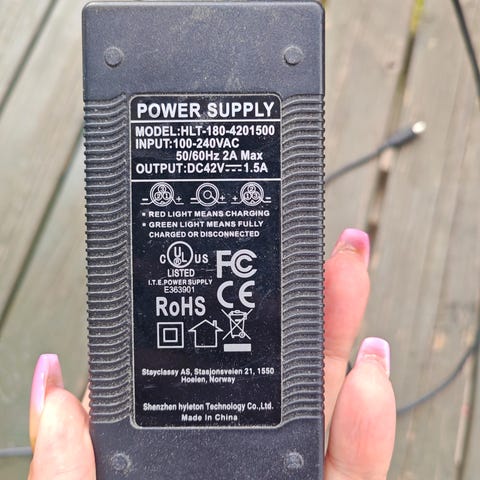 POWER SUPPLY
MODEL:HLT-180-4201500
INPUT:100-240VAC
50/60Hz 2A Max
OUTPUT:DC42V⎓1.5A
• RED LIGHT MEANS CHARGING
• GREEN LIGHT MEANS FULLY
CHARGED OR DISCONNECTED
C UL US
LISTED
I.T.E.POWER SUPPLY
E363901
FC
RoHS
CE
Stayclassy AS, Stasjonsveien 21, 1550
Hoelen, Norway
Shenzhen hyleton Technology Co.,Ltd.
Made in China